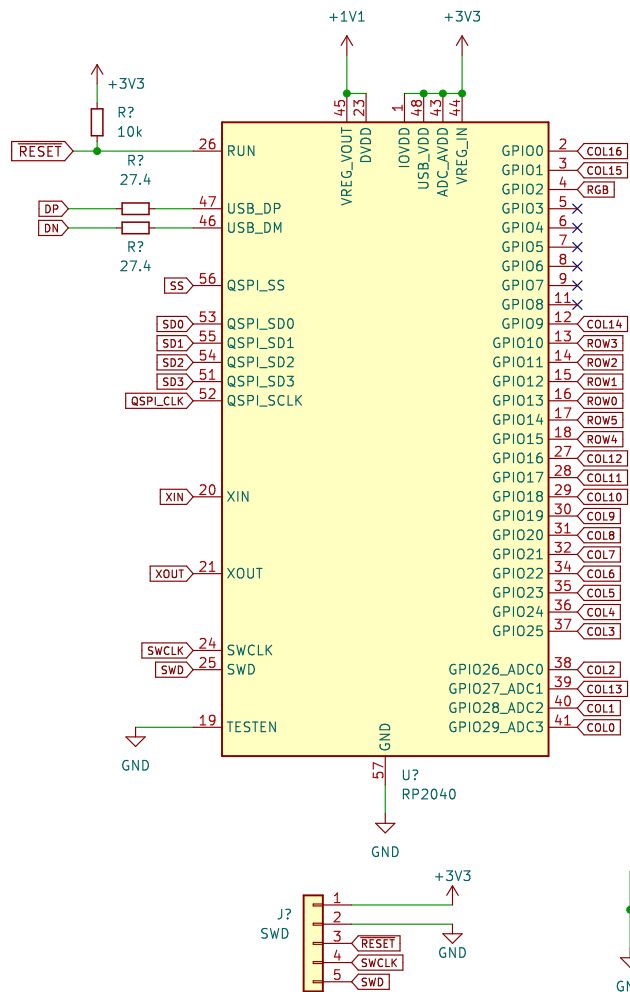 +1V1
+3V3
+3V3
45
23
1
48
43
44
R?
10k
VREG_VOUT
DVDD
IOVDD
USB_VDD
ADC_AVDD
VREG_IN
RESET
26
RUN
GPIO0
2
COL16
R?
27.4
GPIO1
3
COL15
GPIO2
4
RGB
DP
47
USB_DP
GPIO3
5
DN
46
USB_DM
GPIO4
6
R?
27.4
GPIO5
7
GPIO6
8
SS
56
QSPI_SS
GPIO7
9
GPIO8
11
SD0
53
QSPI_SD0
GPIO9
12
COL14
SD1
55
QSPI_SD1
GPIO10
13
ROW3
SD2
54
QSPI_SD2
GPIO11
14
ROW2
SD3
51
QSPI_SD3
GPIO12
15
ROW1
QSPI_CLK
52
QSPI_SCLK
GPIO13
16
ROW0
GPIO14
17
ROW5
GPIO15
18
ROW4
GPIO16
27
COL12
GPIO17
28
COL11
XIN
20
XIN
GPIO18
29
COL10
GPIO19
30
COL9
GPIO20
31
COL8
GPIO21
32
COL7
XOUT
21
XOUT
GPIO22
34
COL6
GPIO23
35
COL5
GPIO24
36
COL4
GPIO25
37
COL3
SWCLK
24
SWCLK
SWD
25
SWD
GPIO26_ADC0
38
COL2
GPIO27_ADC1
39
COL13
GPIO28_ADC2
40
COL1
19
TESTEN
GPIO29_ADC3
41
COL0
GND
GND
57
U?
RP2040
GND
+3V3
J?
SWD
1
2
3
RESET
GND
4
SWCLK
5
SWD